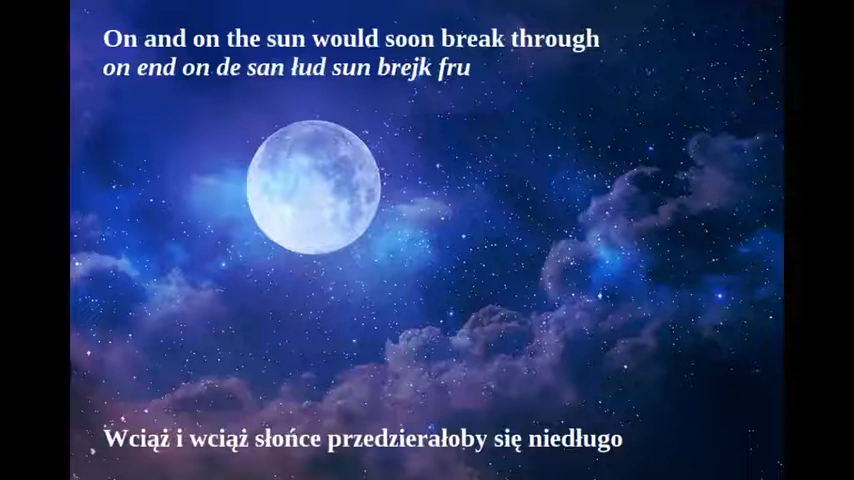 On and on the sun would soon break through
on end on de san łud sun brejk fru
Wciąż i wciąż słońce przedzierałoby się niedługo